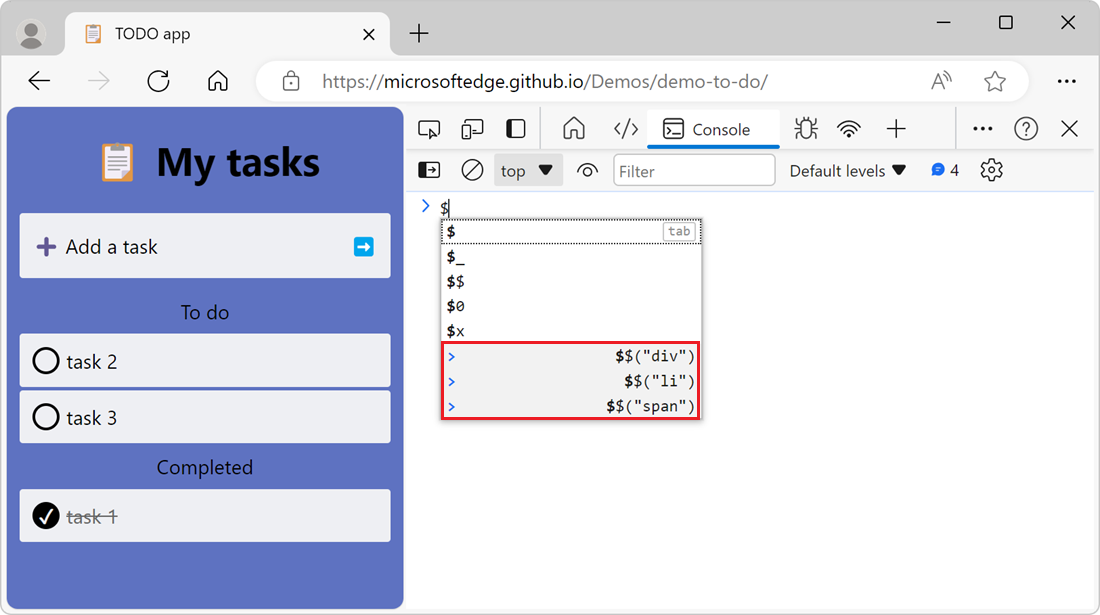 TODO app
https://microsoftedge.github.io/Demos/demo-to-do/
My tasks
Add a task
To do
task 2
task 3
Completed
task 1
Console
top
Filter
Default levels
4
> $
$ tab
$_
$$
$0
$x
> $$("div")
> $$("li")
> $$("span")